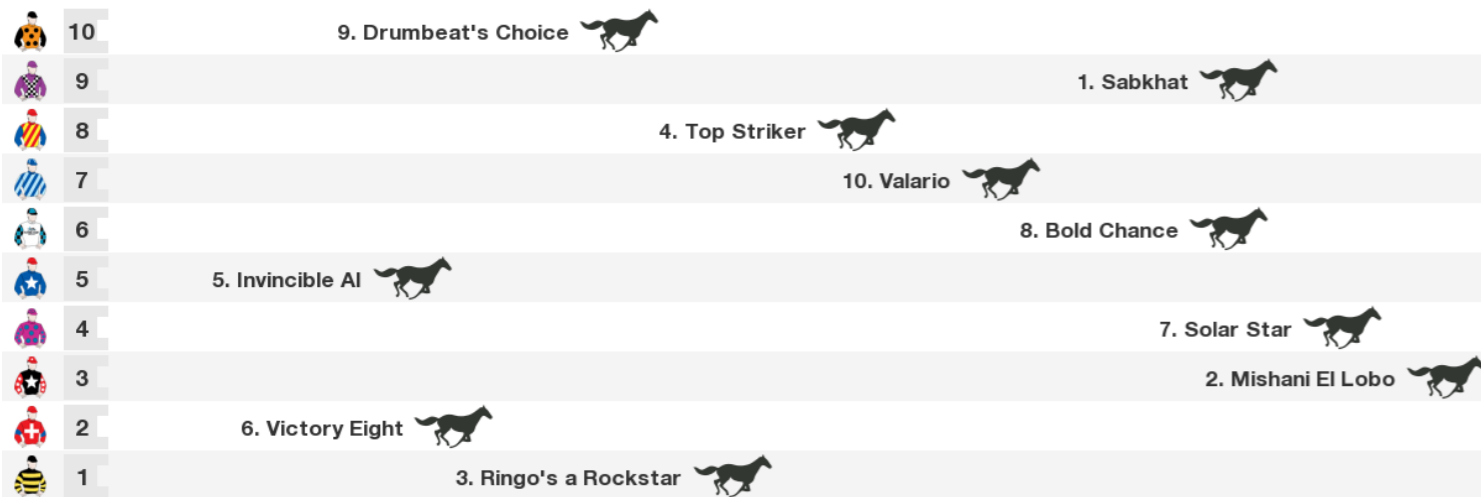 10 9. Drumbeat's Choice
9 1. Sabkhat
8 4. Top Striker
7 10. Valario
6 8. Bold Chance
5 5. Invincible Al
4 7. Solar Star
3 2. Mishani El Lobo
2 6. Victory Eight
1 3. Ringo's a Rockstar